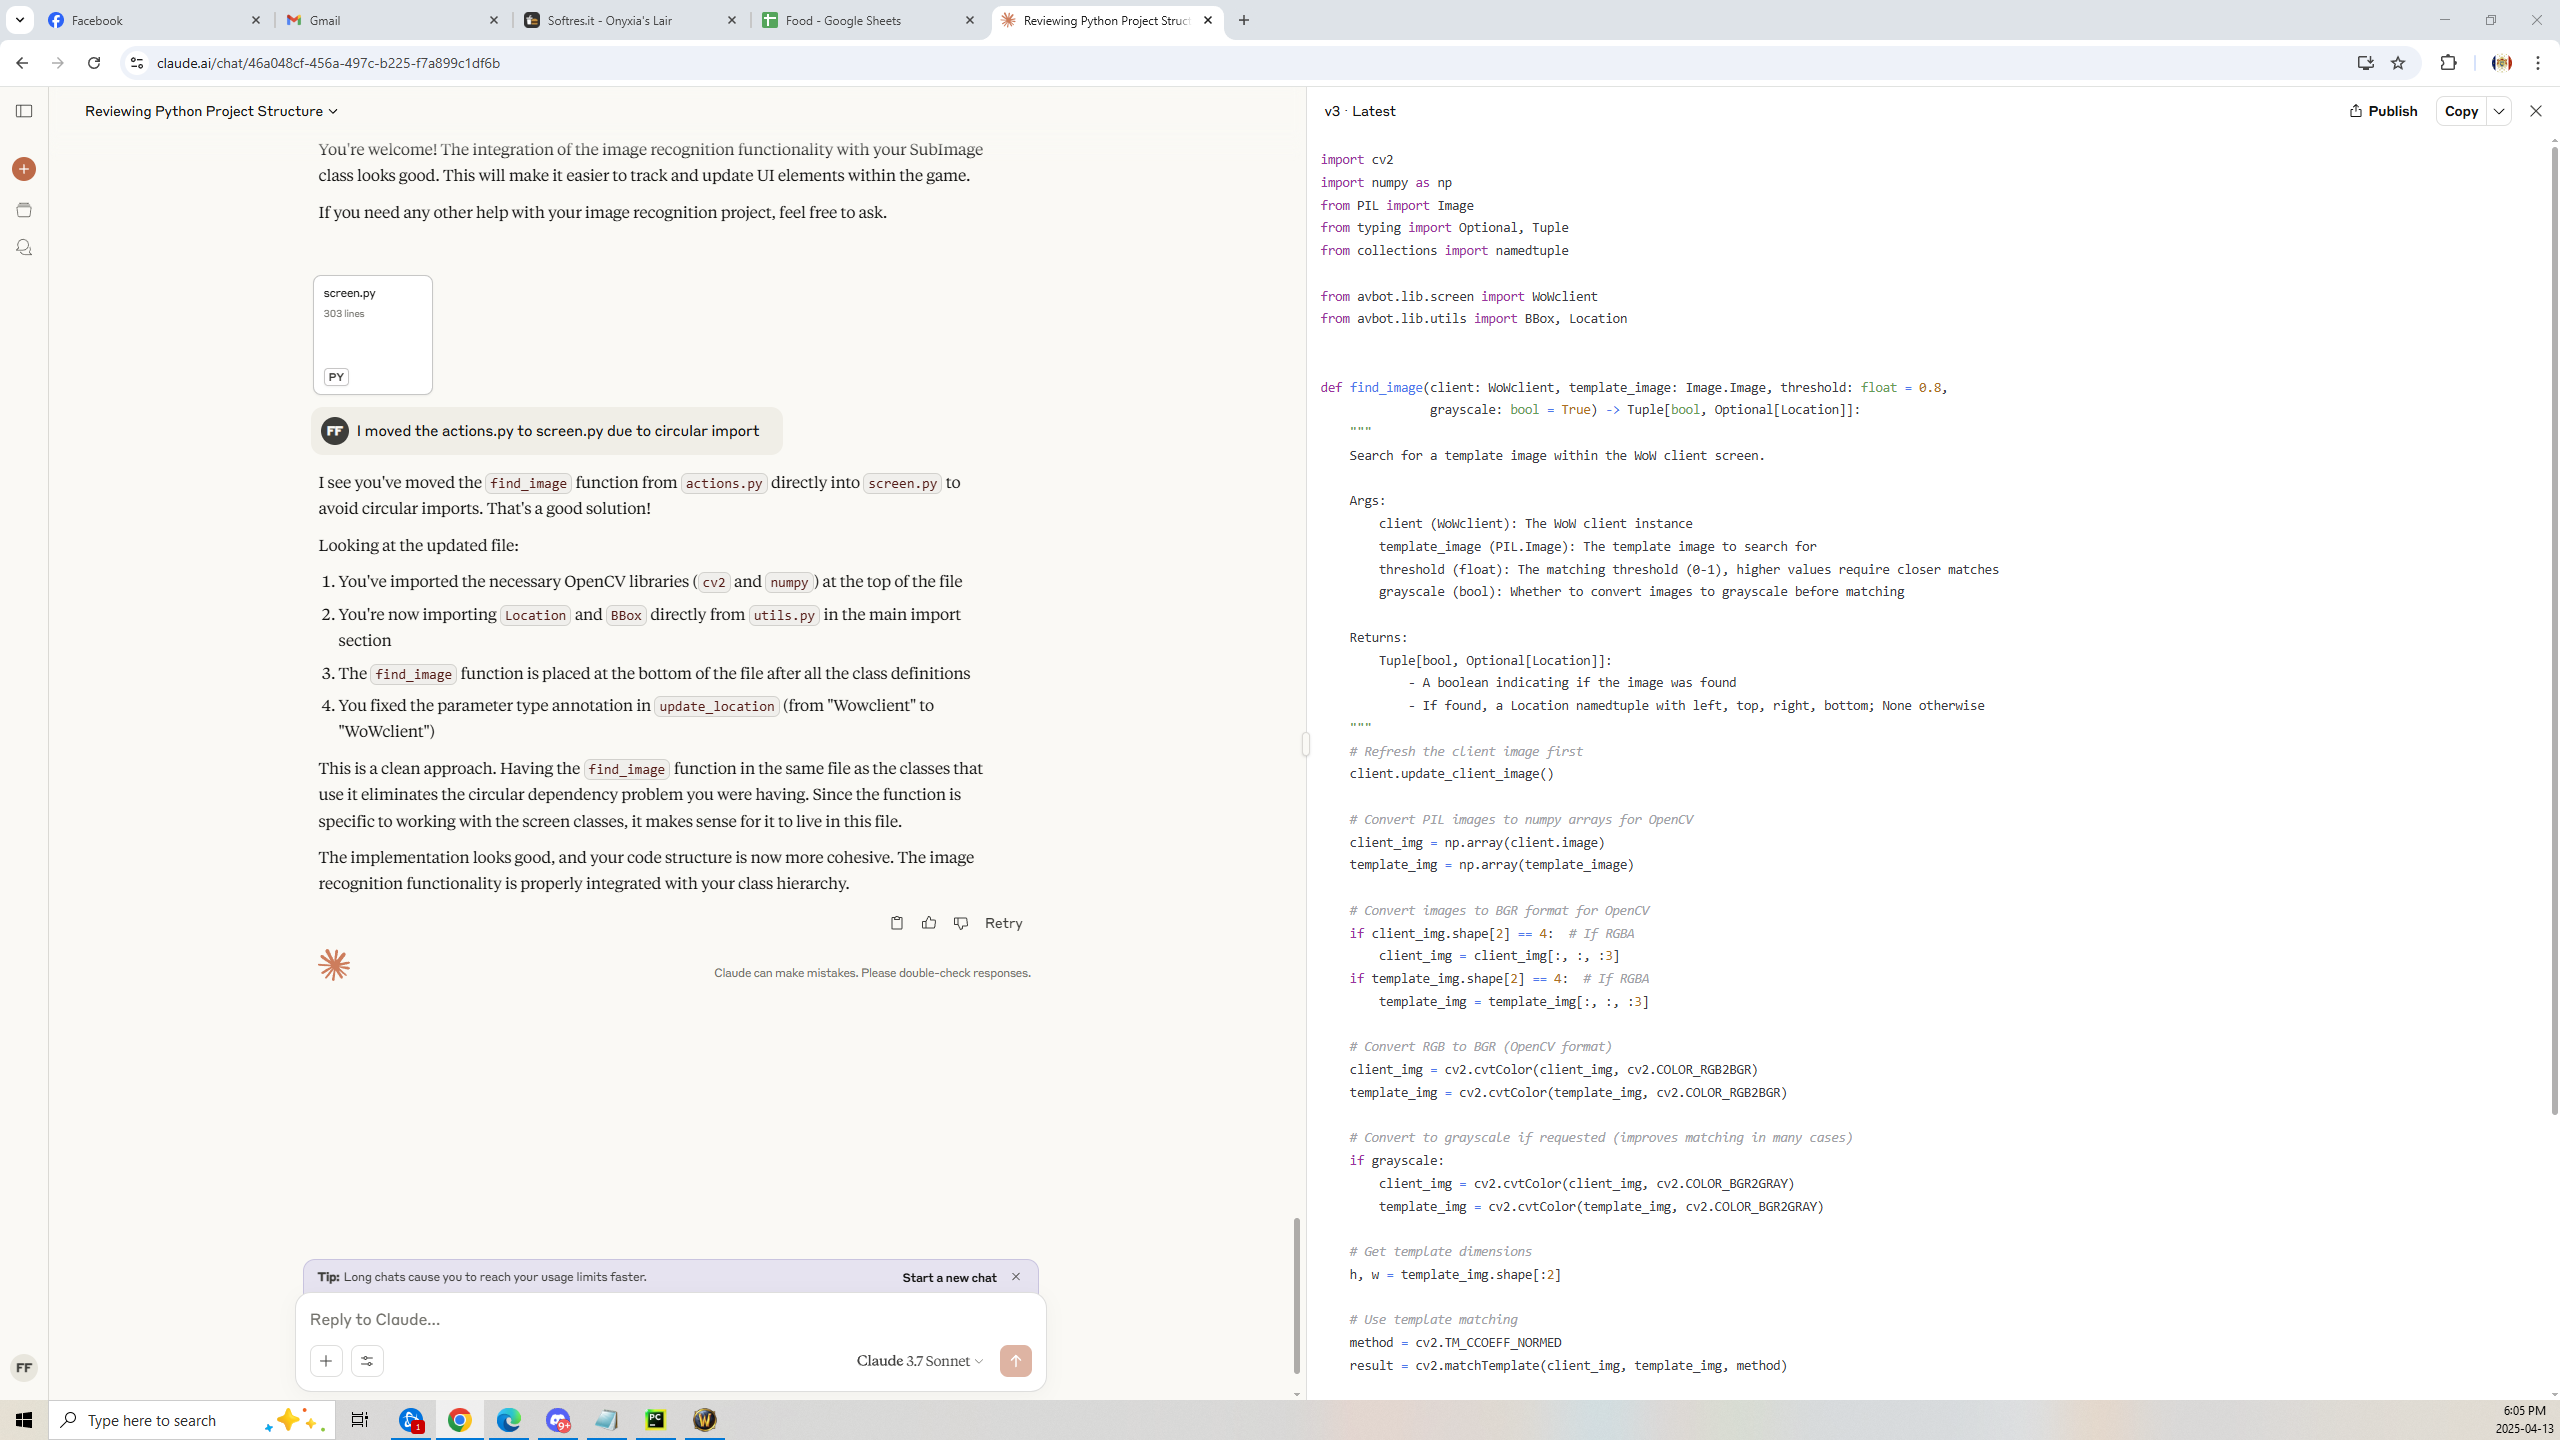 Facebook
Gmail
Softres.it - Onyxia's Lair
Food - Google Sheets
Reviewing Python Project Struct
claude.ai/chat/46a048cf-456a-497c-b225-f7a899c1df6b
Reviewing Python Project Structure
You're welcome! The integration of the image recognition functionality with your SubImage
class looks good. This will make it easier to track and update UI elements within the game.
If you need any other help with your image recognition project, feel free to ask.
screen.py
303 lines
PY
FF
I moved the actions.py to screen.py due to circular import
I see you've moved the find_image function from actions.py directly into screen.py to
avoid circular imports. That's a good solution!
Looking at the updated file:
1. You've imported the necessary OpenCV libraries (cv2 and numpy) at the top of the file
2. You're now importing Location and BBox directly from utils.py in the main import
section
3. The find_image function is placed at the bottom of the file after all the class definitions
4. You fixed the parameter type annotation in update_location (from "Wowclient" to
"WoWclient")
This is a clean approach. Having the find_image function in the same file as the classes that
use it eliminates the circular dependency problem you were having. Since the function is
specific to working with the screen classes, it makes sense for it to live in this file.
The implementation looks good, and your code structure is now more cohesive. The image
recognition functionality is properly integrated with your class hierarchy.
Retry
Claude can make mistakes. Please double-check responses.
Tip: Long chats cause you to reach your usage limits faster.
Start a new chat
Reply to Claude...
Claude 3.7 Sonnet
FF
v3 · Latest
Publish
Copy
import cv2
import numpy as np
from PIL import Image
from typing import Optional, Tuple
from collections import namedtuple
from avbot.lib.screen import WoWclient
from avbot.lib.utils import BBox, Location
def find_image(client: WoWclient, template_image: Image.Image, threshold: float = 0.8,
grayscale: bool = True) -> Tuple[bool, Optional[Location]]:
"""
Search for a template image within the WoW client screen.
Args:
client (WoWclient): The WoW client instance
template_image (PIL.Image): The template image to search for
threshold (float): The matching threshold (0-1), higher values require closer matches
grayscale (bool): Whether to convert images to grayscale before matching
Returns:
Tuple[bool, Optional[Location]]:
- A boolean indicating if the image was found
- If found, a Location namedtuple with left, top, right, bottom; None otherwise
"""
# Refresh the client image first
client.update_client_image()
# Convert PIL images to numpy arrays for OpenCV
client_img = np.array(client.image)
template_img = np.array(template_image)
# Convert images to BGR format for OpenCV
if client_img.shape[2] == 4:  # If RGBA
client_img = client_img[:, :, :3]
if template_img.shape[2] == 4:  # If RGBA
template_img = template_img[:, :, :3]
# Convert RGB to BGR (OpenCV format)
client_img = cv2.cvtColor(client_img, cv2.COLOR_RGB2BGR)
template_img = cv2.cvtColor(template_img, cv2.COLOR_RGB2BGR)
# Convert to grayscale if requested (improves matching in many cases)
if grayscale:
client_img = cv2.cvtColor(client_img, cv2.COLOR_BGR2GRAY)
template_img = cv2.cvtColor(template_img, cv2.COLOR_BGR2GRAY)
# Get template dimensions
h, w = template_img.shape[:2]
# Use template matching
method = cv2.TM_CCOEFF_NORMED
result = cv2.matchTemplate(client_img, template_img, method)
Type here to search
1
9+
PC
W
6:05 PM
2025-04-13